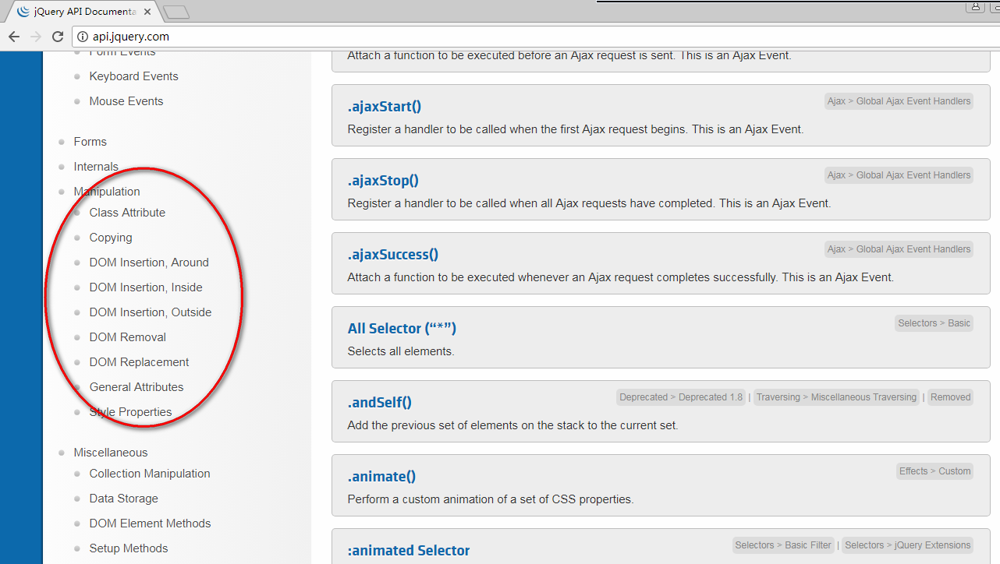 jQuery API Documenta
api.jquery.com
Form Events
Keyboard Events
Mouse Events
Forms
Internals
Manipulation
Class Attribute
Copying
DOM Insertion, Around
DOM Insertion, Inside
DOM Insertion, Outside
DOM Removal
DOM Replacement
General Attributes
Style Properties
Miscellaneous
Collection Manipulation
Data Storage
DOM Element Methods
Setup Methods
Attach a function to be executed before an Ajax request is sent. This is an Ajax Event.
.ajaxStart()
Ajax > Global Ajax Event Handlers
Register a handler to be called when the first Ajax request begins. This is an Ajax Event.
.ajaxStop()
Ajax > Global Ajax Event Handlers
Register a handler to be called when all Ajax requests have completed. This is an Ajax Event.
.ajaxSuccess()
Ajax > Global Ajax Event Handlers
Attach a function to be executed whenever an Ajax request completes successfully. This is an Ajax Event.
All Selector (“*”)
Selectors > Basic
Selects all elements.
.andSelf()
Deprecated > Deprecated 1.8 | Traversing > Miscellaneous Traversing | Removed
Add the previous set of elements on the stack to the current set.
.animate()
Effects > Custom
Perform a custom animation of a set of CSS properties.
:animated Selector
Selectors > Basic Filter | Selectors > jQuery Extensions